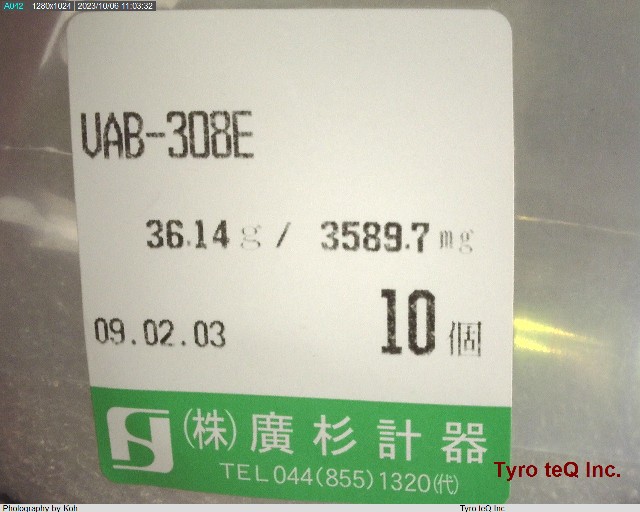 A042 1280x1024 2023/10/06 11:03:32
VAB-308E
36.14 g / 3589.7 mg
09.02.03 10 個
(株)廣杉計器
TEL 044(855)1320(代)
Tyro teQ Inc.
Photography by Koh Tyro teQ Inc